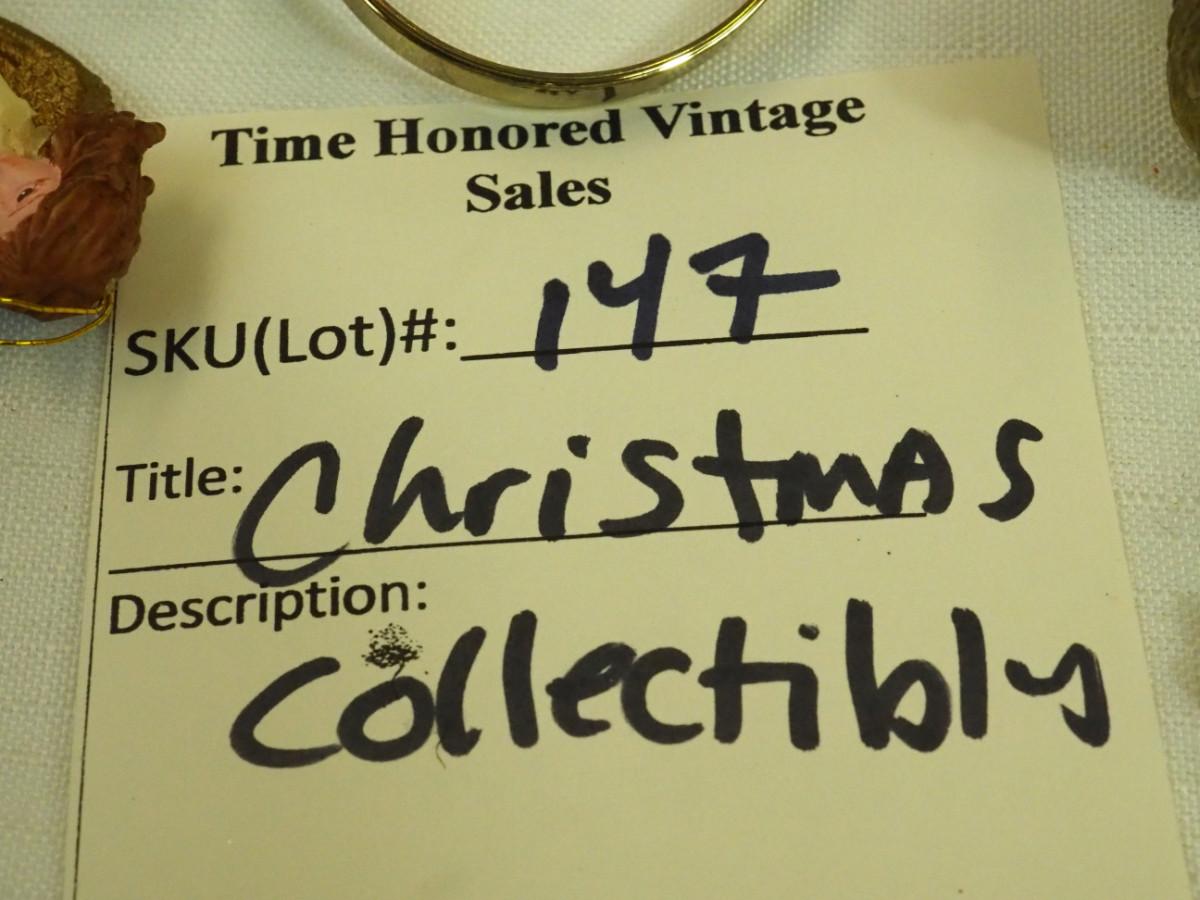 Time Honored Vintage
Sales
SKU(Lot)#: 147
Title: Christmas
Description:
Collectibly